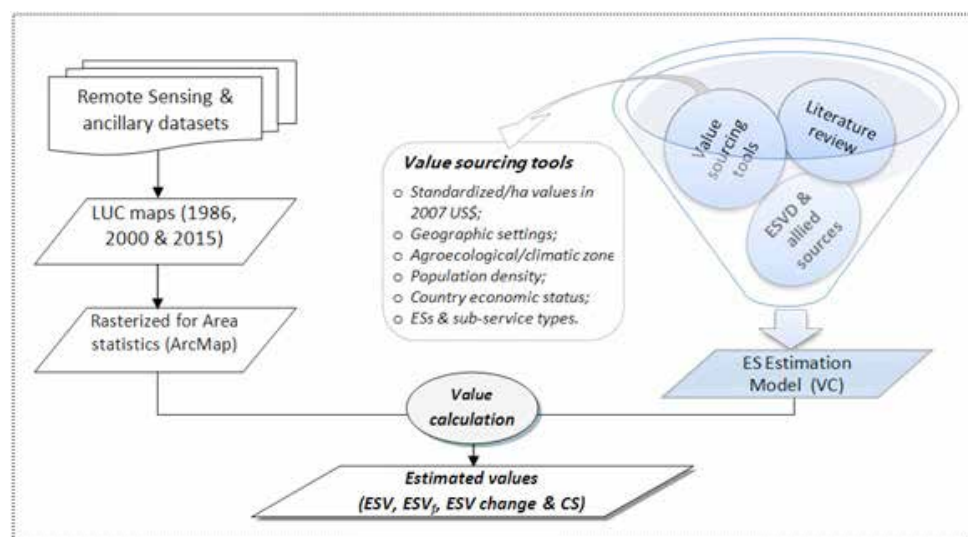 Remote Sensing &
ancillary datasets
LUC maps (1986,
2000 & 2015)
Rasterized for Area
statistics (ArcMap)
Value sourcing tools
o Standardized/ha values in
2007 US$;
o Geographic settings;
o Agroecological/climatic zone
o Population density;
o Country economic status;
o ESs & sub-service types.
Value
sourcing
tools
Literature
review
ESVD &
allied
sources
ES Estimation
Model (VC)
Value
calculation
Estimated values
(ESV, ESVf, ESV change & CS)